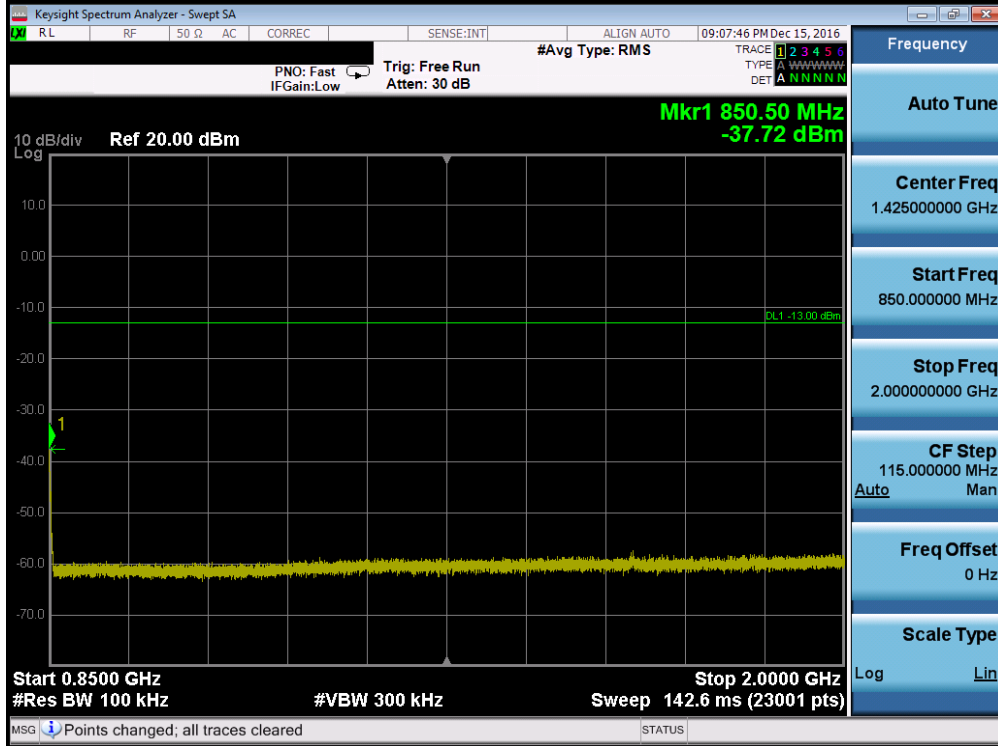 Keysight Spectrum Analyzer - Swept SA
LXI RL RF 50 Ω AC CORREC SENSE:INT ALIGN AUTO 09:07:46 PM Dec 15, 2016
#Avg Type: RMS
TRACE 1 2 3 4 5 6
PNO: Fast
Trig: Free Run
TYPE A WWWWW
IFGain:Low
Atten: 30 dB
DET A N N N N N
Mkr1 850.50 MHz
-37.72 dBm
10 dB/div Ref 20.00 dBm
Log
10.0
0.00
-10.0
DL1 -13.00 dBm
-20.0
-30.0
1
-40.0
-50.0
-60.0
-70.0
Start 0.8500 GHz Stop 2.0000 GHz
#Res BW 100 kHz #VBW 300 kHz Sweep 142.6 ms (23001 pts)
MSG Points changed; all traces cleared STATUS
Frequency
Auto Tune
Center Freq
1.425000000 GHz
Start Freq
850.000000 MHz
Stop Freq
2.000000000 GHz
CF Step
115.000000 MHz
Auto Man
Freq Offset
0 Hz
Scale Type
Log Lin